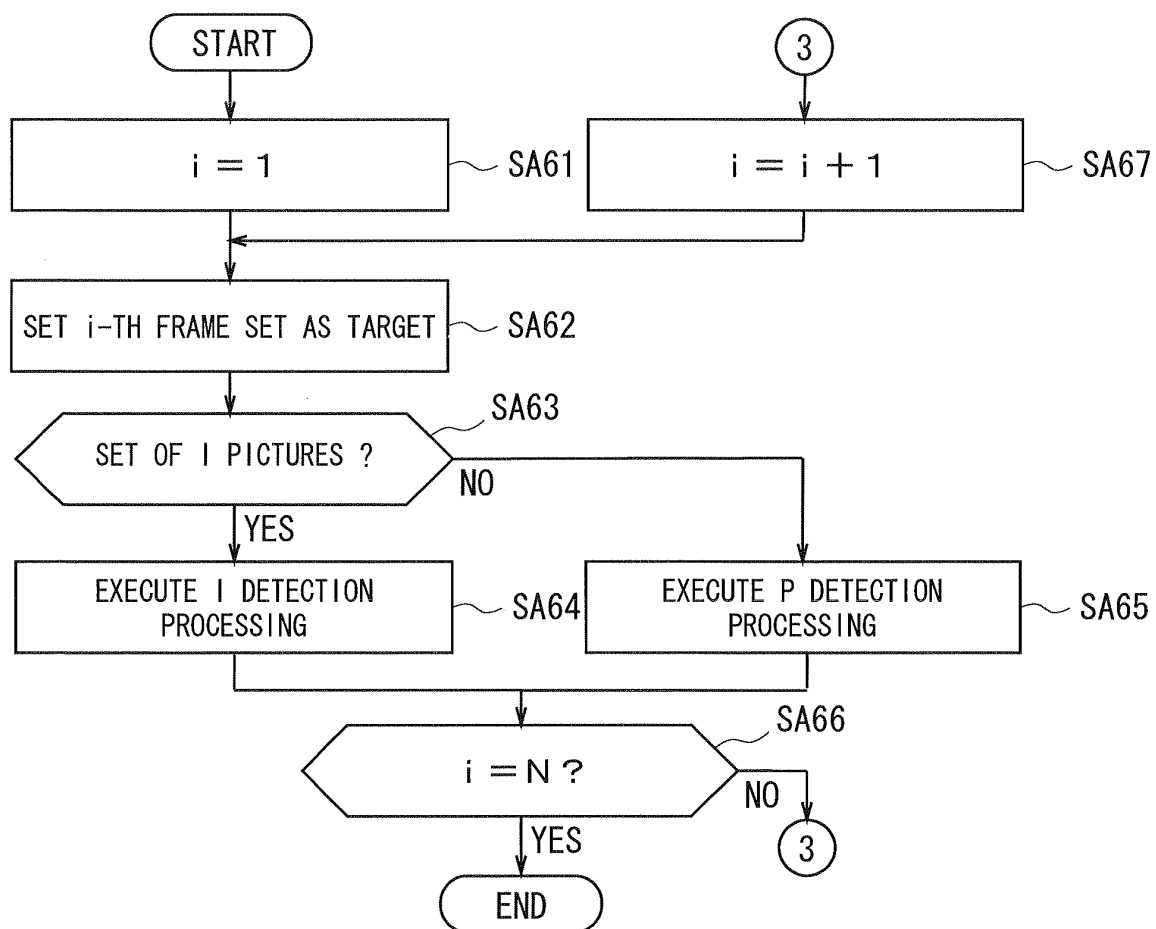 START
3
i = 1
SA61
i = i + 1
SA67
SET i-TH FRAME SET AS TARGET
SA62
SA63
SET OF I PICTURES ?
NO
YES
EXECUTE I DETECTION
PROCESSING
SA64
EXECUTE P DETECTION
PROCESSING
SA65
SA66
i = N ?
NO
YES
3
END